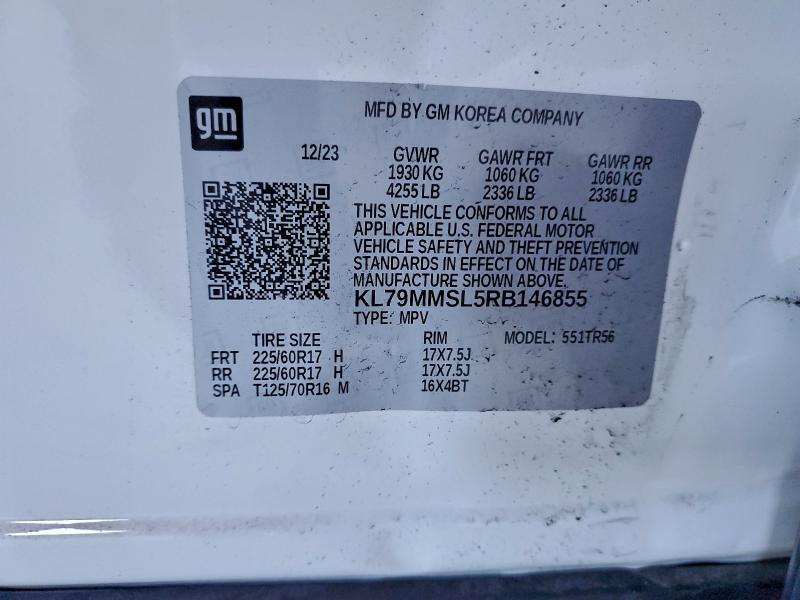 gm
MFD BY GM KOREA COMPANY
12/23 GVWR GAWR FRT GAWR RR
1930 KG 1060 KG 1060 KG
4255 LB 2336 LB 2336 LB
THIS VEHICLE CONFORMS TO ALL
APPLICABLE U.S. FEDERAL MOTOR
VEHICLE SAFETY AND THEFT PREVENTION
STANDARDS IN EFFECT ON THE DATE OF
MANUFACTURE SHOWN ABOVE.
KL79MMSL5RB146855
TYPE: MPV
TIRE SIZE RIM MODEL: 551TR56
FRT 225/60R17 H 17X7.5J
RR 225/60R17 H 17X7.5J
SPA T125/70R16 M 16X4BT